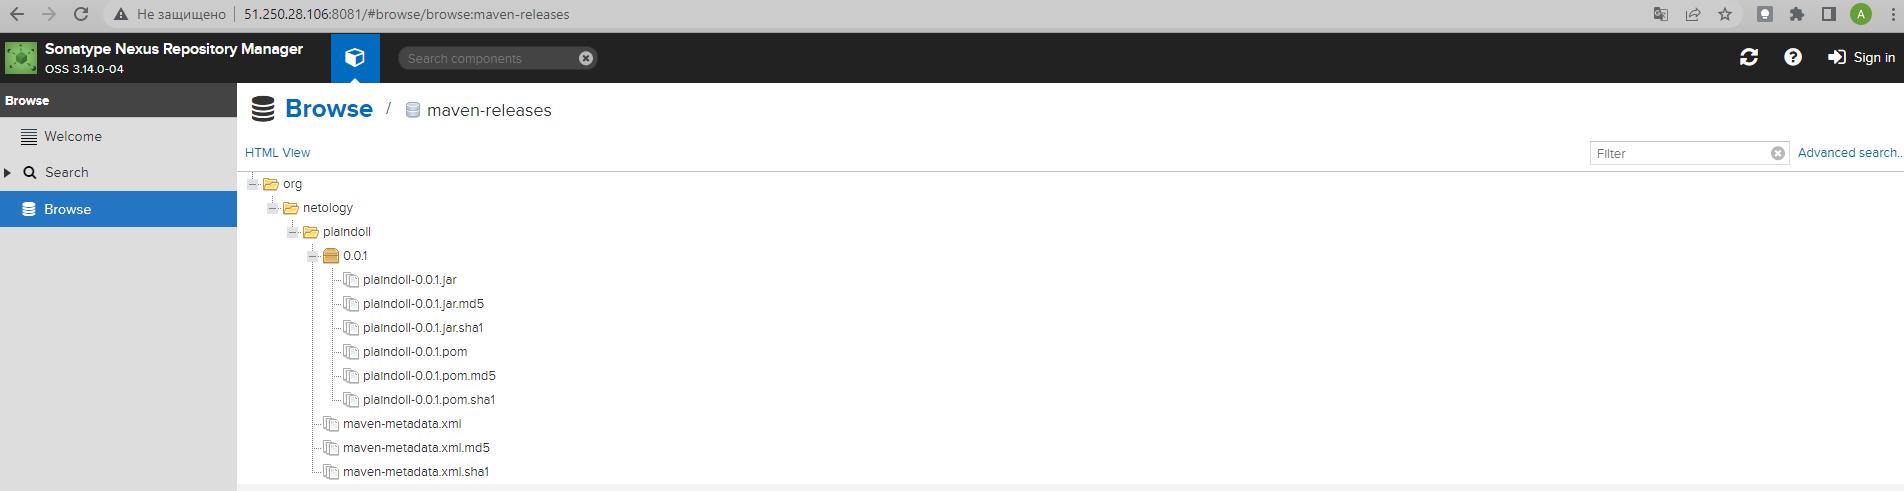 Не защищено 51.250.28.106:8081/#browse/browse:maven-releases
A
Sonatype Nexus Repository Manager
OSS 3.14.0-04
Search components
Sign in
Browse
Welcome
Search
Browse
Browse / maven-releases
HTML View
Filter
Advanced search...
org
netology
plaindoll
0.0.1
plaindoll-0.0.1.jar
plaindoll-0.0.1.jar.md5
plaindoll-0.0.1.jar.sha1
plaindoll-0.0.1.pom
plaindoll-0.0.1.pom.md5
plaindoll-0.0.1.pom.sha1
maven-metadata.xml
maven-metadata.xml.md5
maven-metadata.xml.sha1